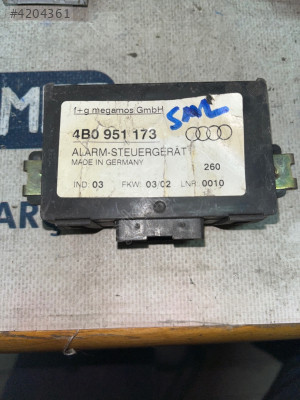 #4204361
f+g megamos GmbH
SML
4B0 951 173
ALARM-STEUERGERÄT
MADE IN GERMANY
260
IND: 03 FKW: 03/02 LNR: 0010
ARS